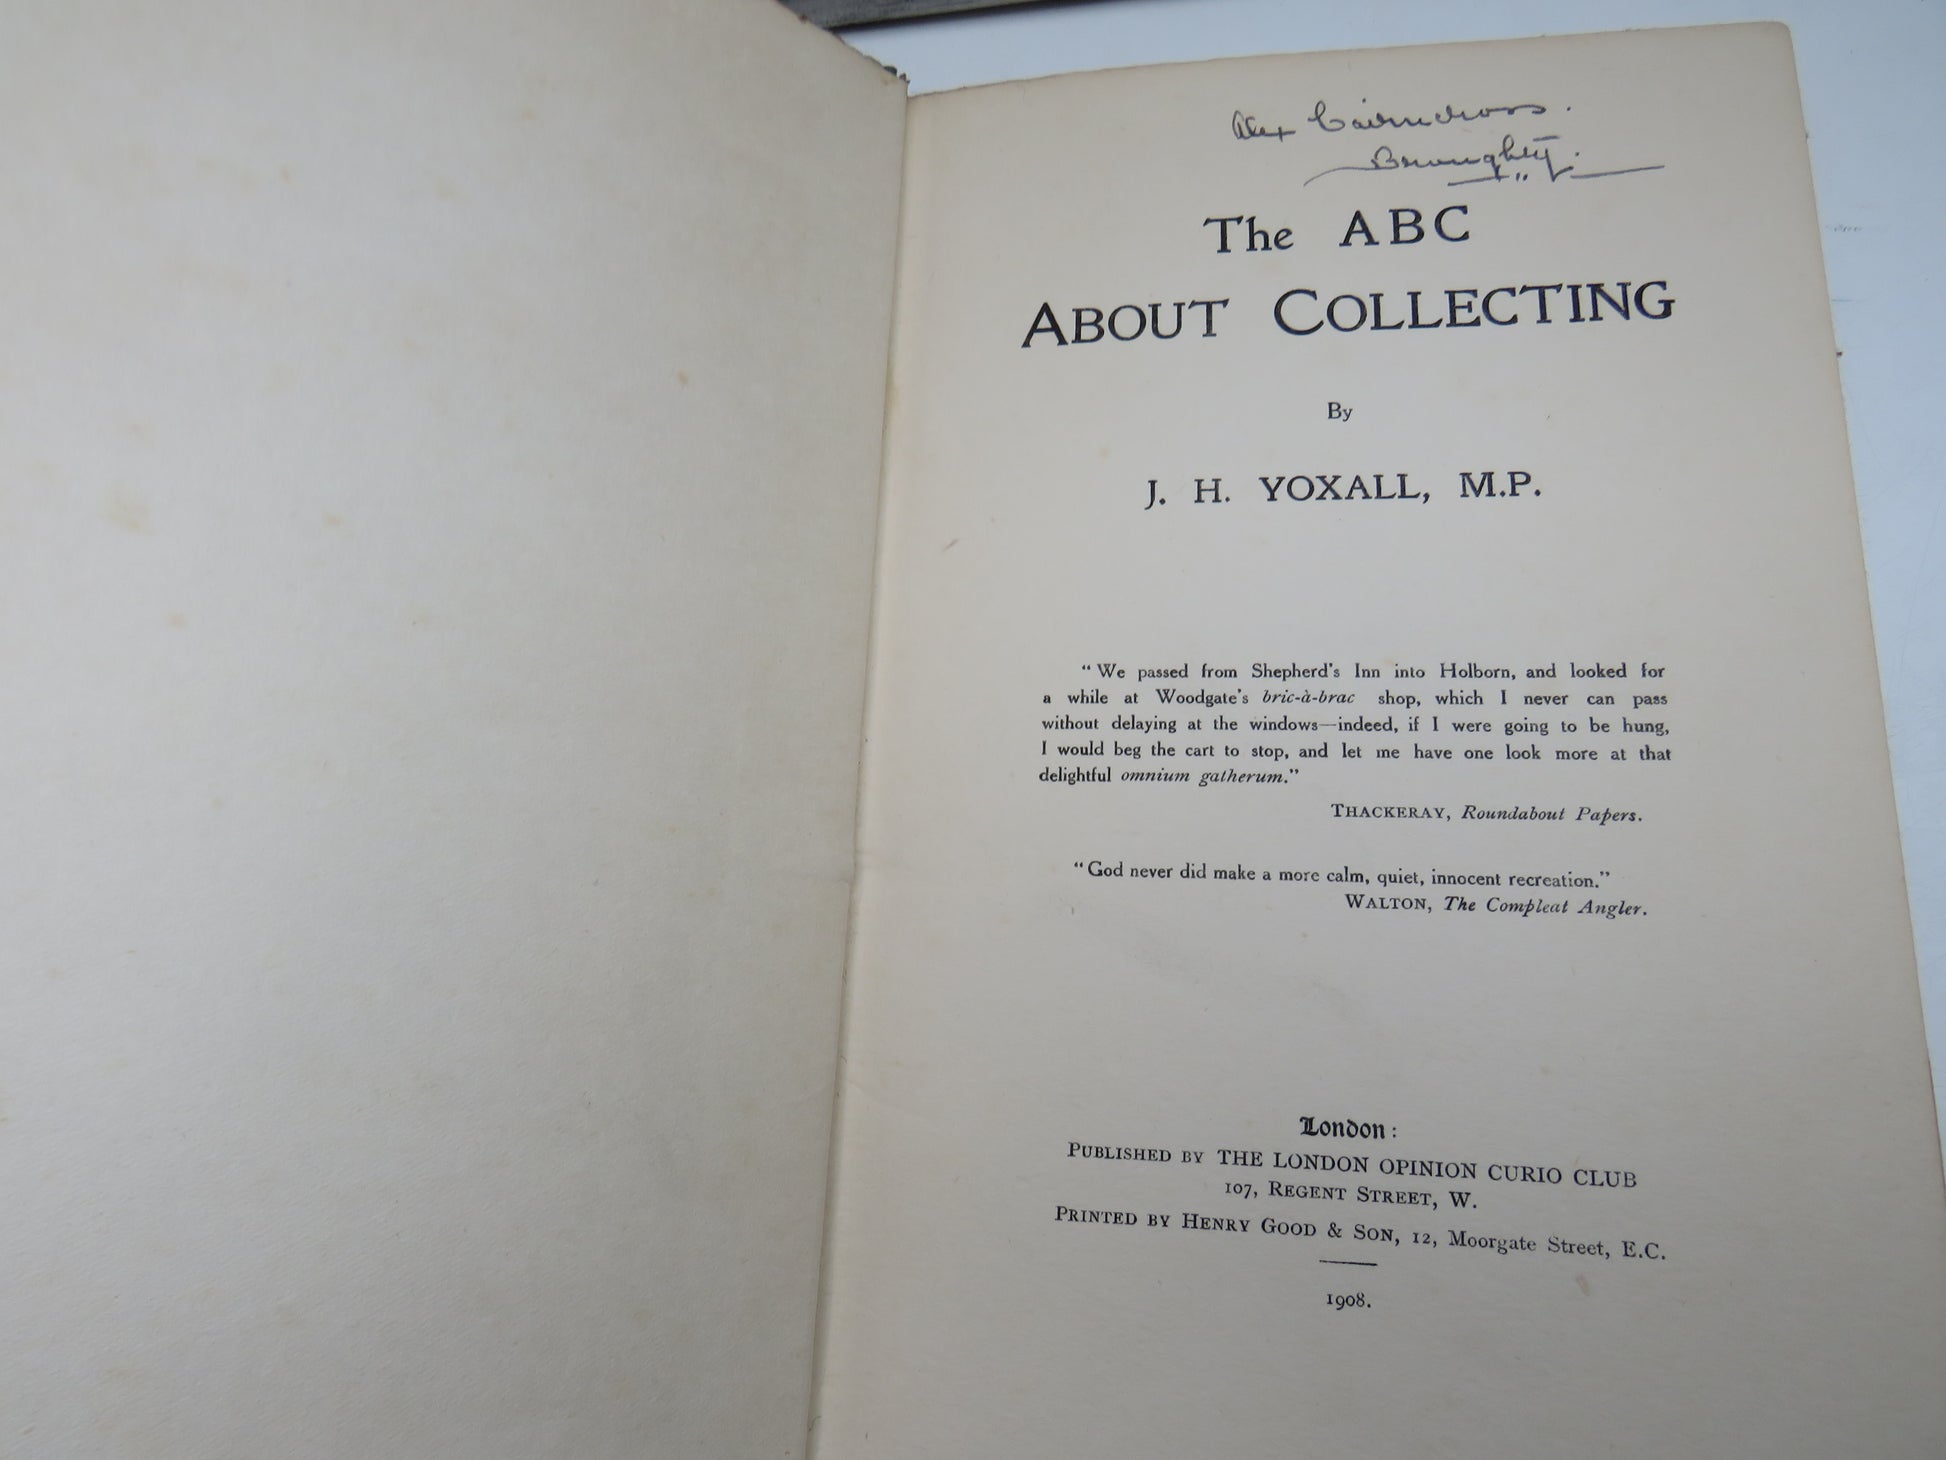 Alex Cairncross.
Broughty.
The ABC
ABOUT COLLECTING
By
J. H. YOXALL, M.P.
“ We passed from Shepherd’s Inn into Holborn, and looked for
a while at Woodgate’s bric-à-brac shop, which I never can pass
without delaying at the windows—indeed, if I were going to be hung,
I would beg the cart to stop, and let me have one look more at that
delightful omnium gatherum.”
THACKERAY, Roundabout Papers.
“God never did make a more calm, quiet, innocent recreation.”
WALTON, The Compleat Angler.
London :
PUBLISHED BY THE LONDON OPINION CURIO CLUB
107, REGENT STREET, W.
PRINTED BY HENRY GOOD & SON, 12, Moorgate Street, E.C.
1908.